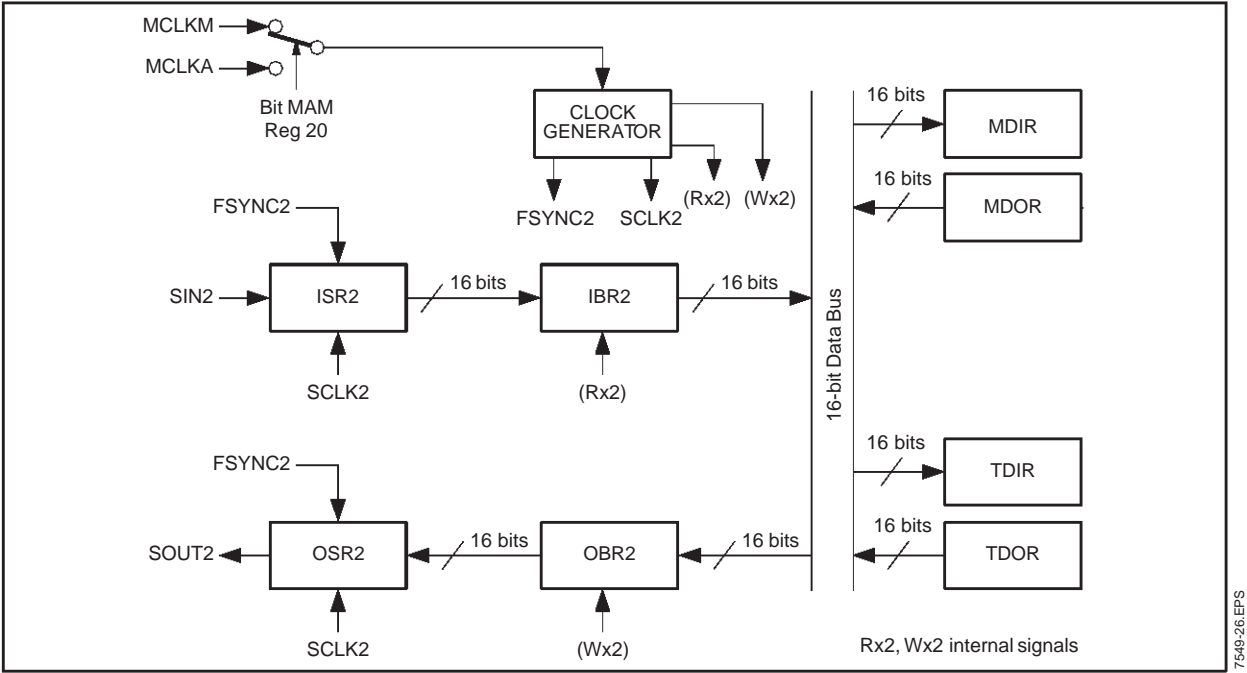 MCLKM
MCLKA
Bit MAM
Reg 20
CLOCK
GENERATOR
FSYNC2
SCLK2
(Rx2)
(Wx2)
16 bits
MDIR
16 bits
MDOR
FSYNC2
SIN2
ISR2
16 bits
IBR2
16 bits
SCLK2
(Rx2)
16-bit Data Bus
FSYNC2
SOUT2
OSR2
16 bits
OBR2
16 bits
SCLK2
(Wx2)
16 bits
TDIR
16 bits
TDOR
Rx2, Wx2 internal signals
7549-26.EPS